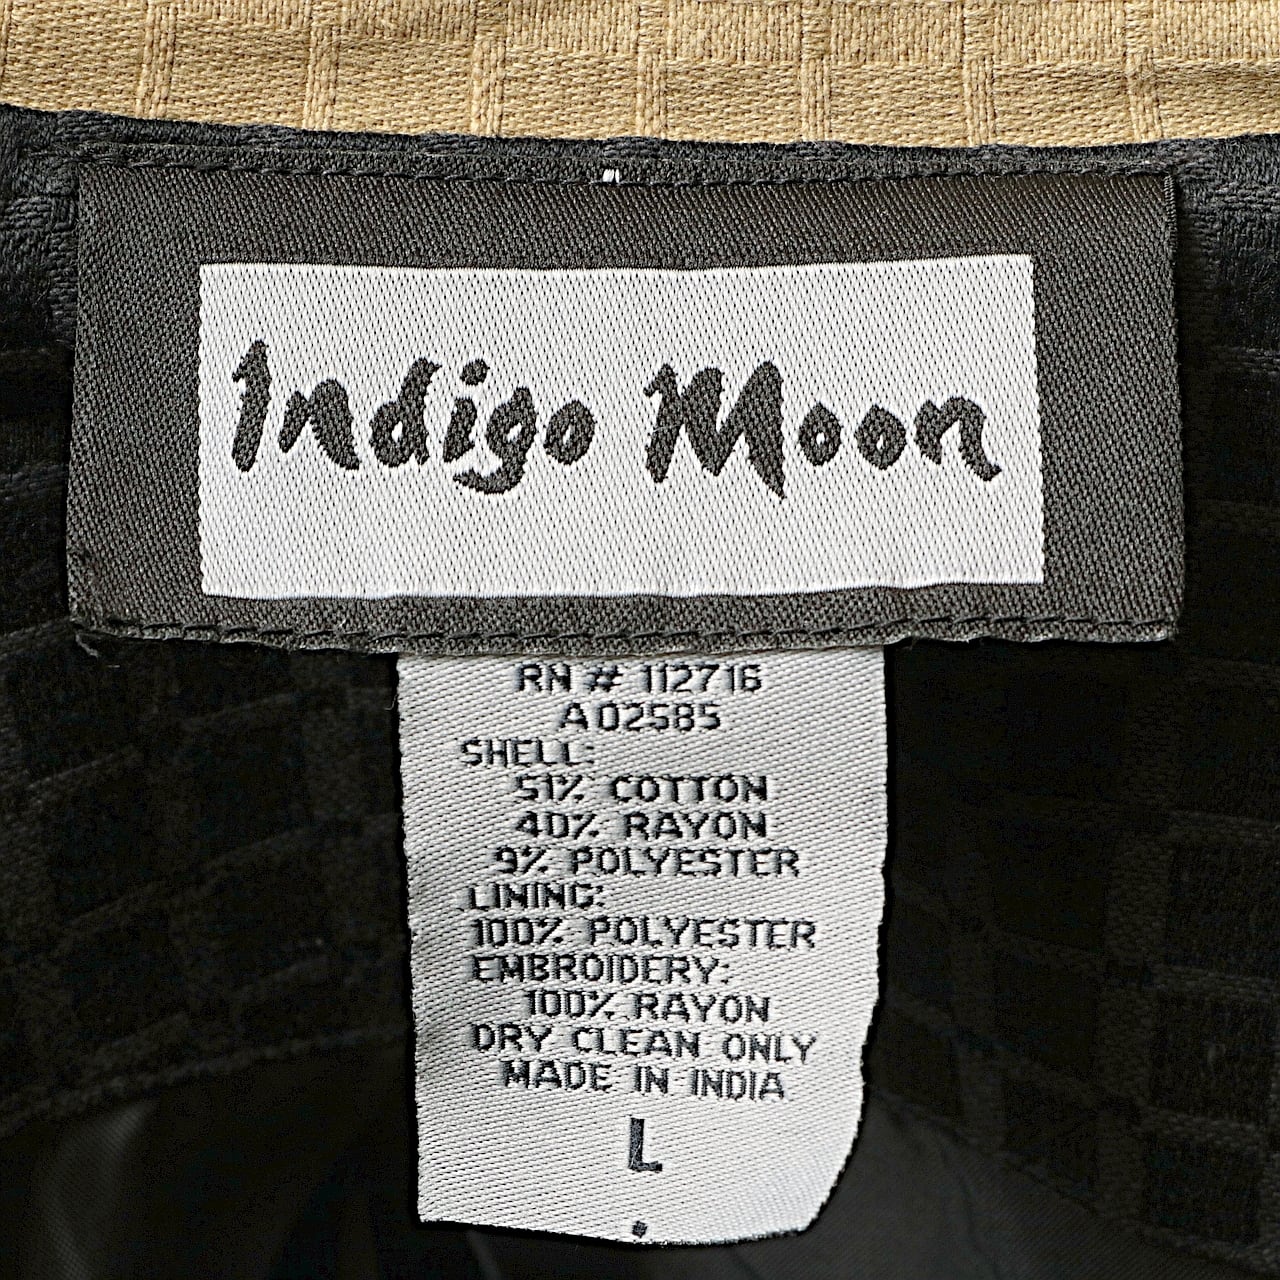 Indigo Moon
RN # 112716
A02585
SHELL:
51% COTTON
40% RAYON
9% POLYESTER
LINING:
100% POLYESTER
EMBROIDERY:
100% RAYON
DRY CLEAN ONLY
MADE IN INDIA
L